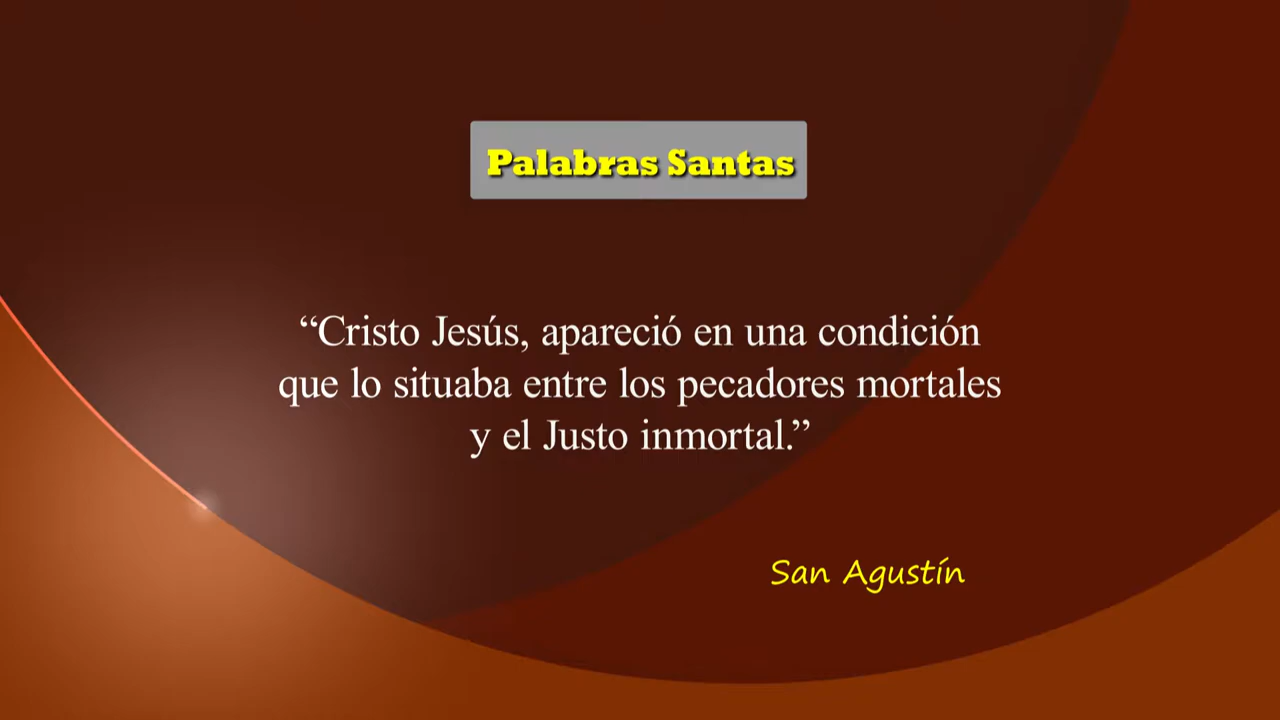 Palabras Santas
“Cristo Jesús, apareció en una condición
que lo situaba entre los pecadores mortales
y el Justo inmortal.”
San Agustín